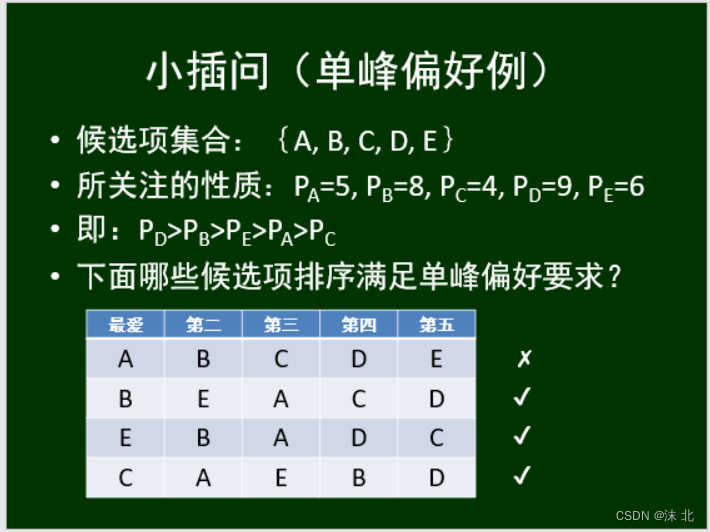 小插问（单峰偏好例）
• 候选项集合：｛A, B, C, D, E｝
• 所关注的性质：P_A=5, P_B=8, P_C=4, P_D=9, P_E=6
• 即：P_D>P_B>P_E>P_A>P_C
• 下面哪些候选项排序满足单峰偏好要求？
最爱 第二 第三 第四 第五
A B C D E ✗
B E A C D ✓
E B A D C ✓
C A E B D ✓
CSDN @沫 北